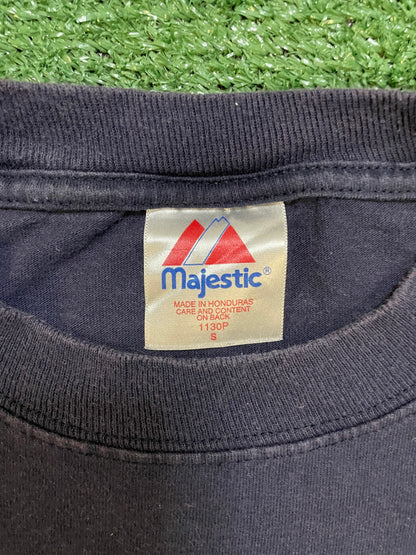 Majestic®
MADE IN HONDURAS
CARE AND CONTENT
ON BACK
1130P
S